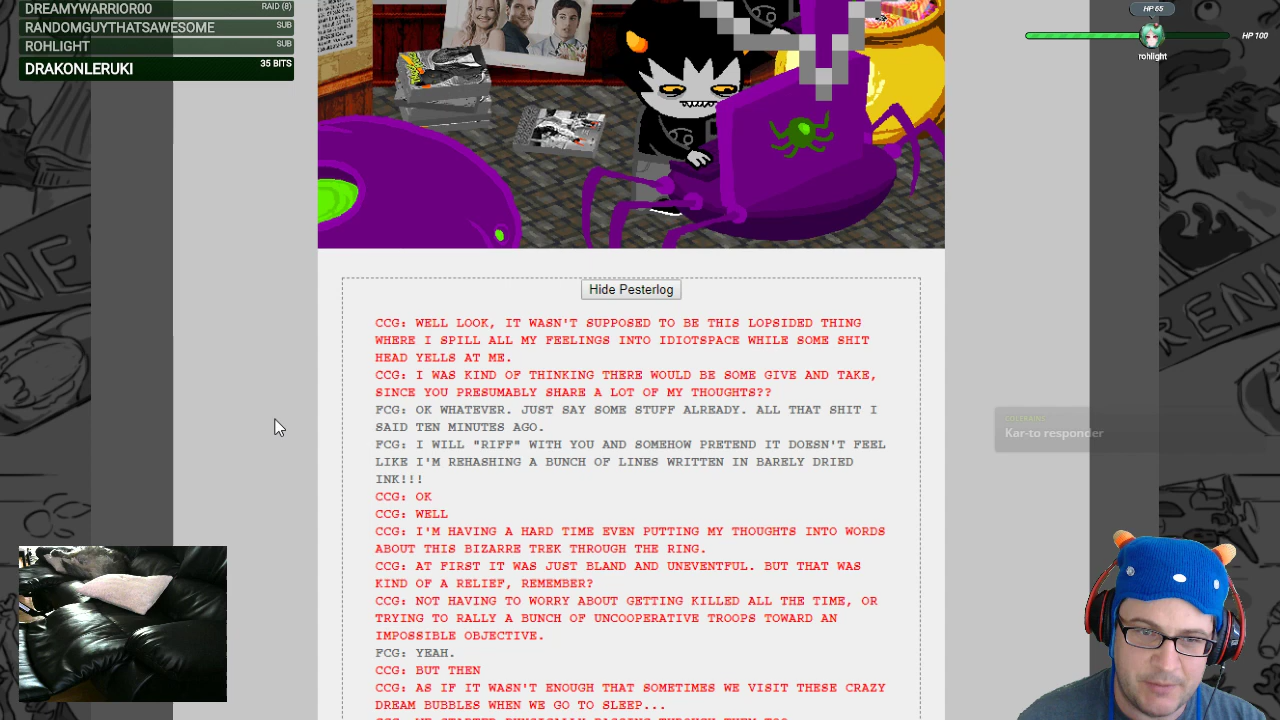 DREAMYWARRIOR00 RAID (8)
RANDOMGUYTHATSAWESOME SUB
ROHLIGHT SUB
DRAKONLERUKI 35 BITS
HP 65
HP 100
rohlight
Hide Pesterlog
CCG: WELL LOOK, IT WASN'T SUPPOSED TO BE THIS LOPSIDED THING
WHERE I SPILL ALL MY FEELINGS INTO IDIOTSPACE WHILE SOME SHIT
HEAD YELLS AT ME.
CCG: I WAS KIND OF THINKING THERE WOULD BE SOME GIVE AND TAKE,
SINCE YOU PRESUMABLY SHARE A LOT OF MY THOUGHTS??
FCG: OK WHATEVER. JUST SAY SOME STUFF ALREADY. ALL THAT SHIT I
SAID TEN MINUTES AGO.
FCG: I WILL "RIFF" WITH YOU AND SOMEHOW PRETEND IT DOESN'T FEEL
LIKE I'M REHASHING A BUNCH OF LINES WRITTEN IN BARELY DRIED
INK!!!
CCG: OK
CCG: WELL
CCG: I'M HAVING A HARD TIME EVEN PUTTING MY THOUGHTS INTO WORDS
ABOUT THIS BIZARRE TREK THROUGH THE RING.
CCG: AT FIRST IT WAS JUST BLAND AND UNEVENTFUL. BUT THAT WAS
KIND OF A RELIEF, REMEMBER?
CCG: NOT HAVING TO WORRY ABOUT GETTING KILLED ALL THE TIME, OR
TRYING TO RALLY A BUNCH OF UNCOOPERATIVE TROOPS TOWARD AN
IMPOSSIBLE OBJECTIVE.
FCG: YEAH.
CCG: BUT THEN
CCG: AS IF IT WASN'T ENOUGH THAT SOMETIMES WE VISIT THESE CRAZY
DREAM BUBBLES WHEN WE GO TO SLEEP...
CCG: WE STARTED PHYSICALLY PASSING THROUGH THEM TOO
Kar-to responder